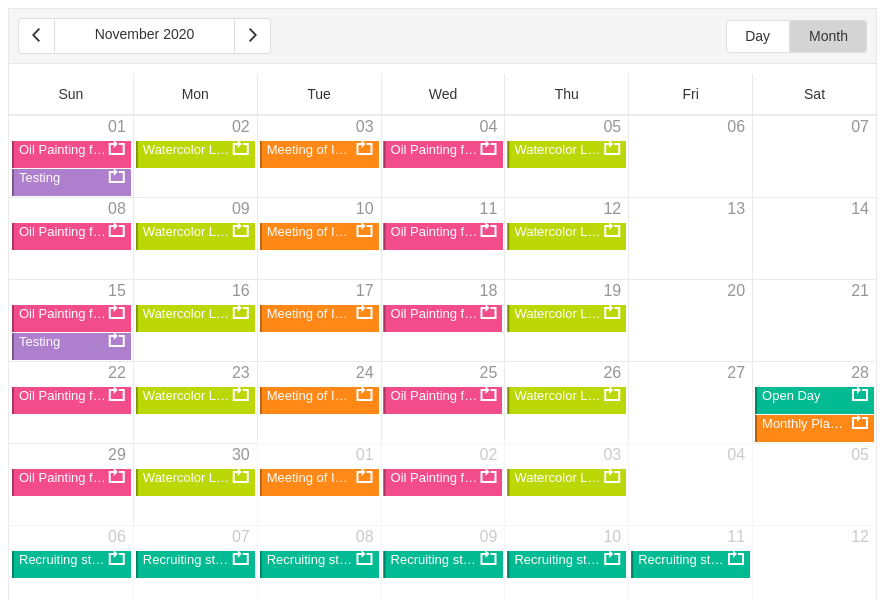 November 2020
Day Month
Sun Mon Tue Wed Thu Fri Sat
01 02 03 04 05 06 07
Oil Painting f… Watercolor L… Meeting of I… Oil Painting f… Watercolor L…
Testing
08 09 10 11 12 13 14
Oil Painting f… Watercolor L… Meeting of I… Oil Painting f… Watercolor L…
15 16 17 18 19 20 21
Oil Painting f… Watercolor L… Meeting of I… Oil Painting f… Watercolor L…
Testing
22 23 24 25 26 27 28
Oil Painting f… Watercolor L… Meeting of I… Oil Painting f… Watercolor L… Open Day
Monthly Pla…
29 30 01 02 03 04 05
Oil Painting f… Watercolor L… Meeting of I… Oil Painting f… Watercolor L…
06 07 08 09 10 11 12
Recruiting st… Recruiting st… Recruiting st… Recruiting st… Recruiting st… Recruiting st…